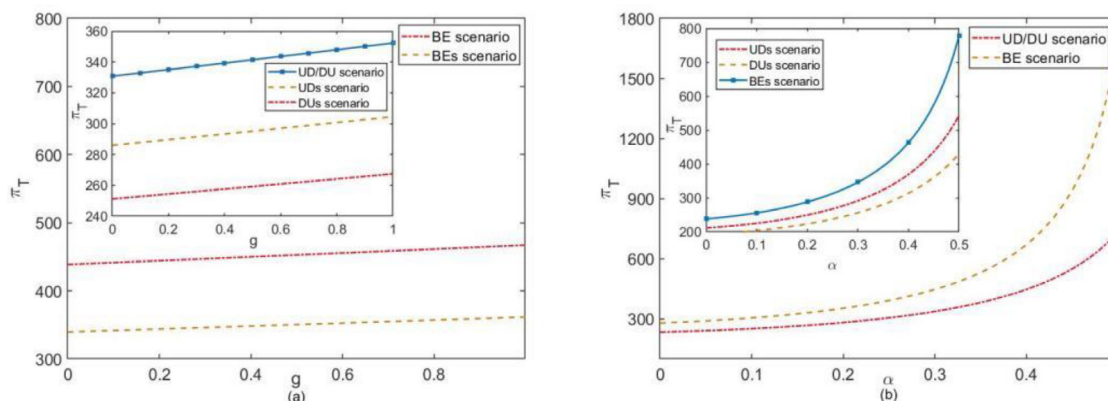 800
700
600
500
400
300
π_T
0
0.2
0.4
0.6
0.8
g
(a)
BE scenario
BEs scenario
360
340
320
300
280
260
240
π_T
0
0.2
0.4
0.6
0.8
1
g
UD/DU scenario
UDs scenario
DUs scenario
1800
1500
1200
900
600
300
π_T
0
0.1
0.2
0.3
0.4
α
(b)
UD/DU scenario
BE scenario
800
700
600
500
400
300
200
π_T
0
0.1
0.2
0.3
0.4
0.5
α
UDs scenario
DUs scenario
BEs scenario